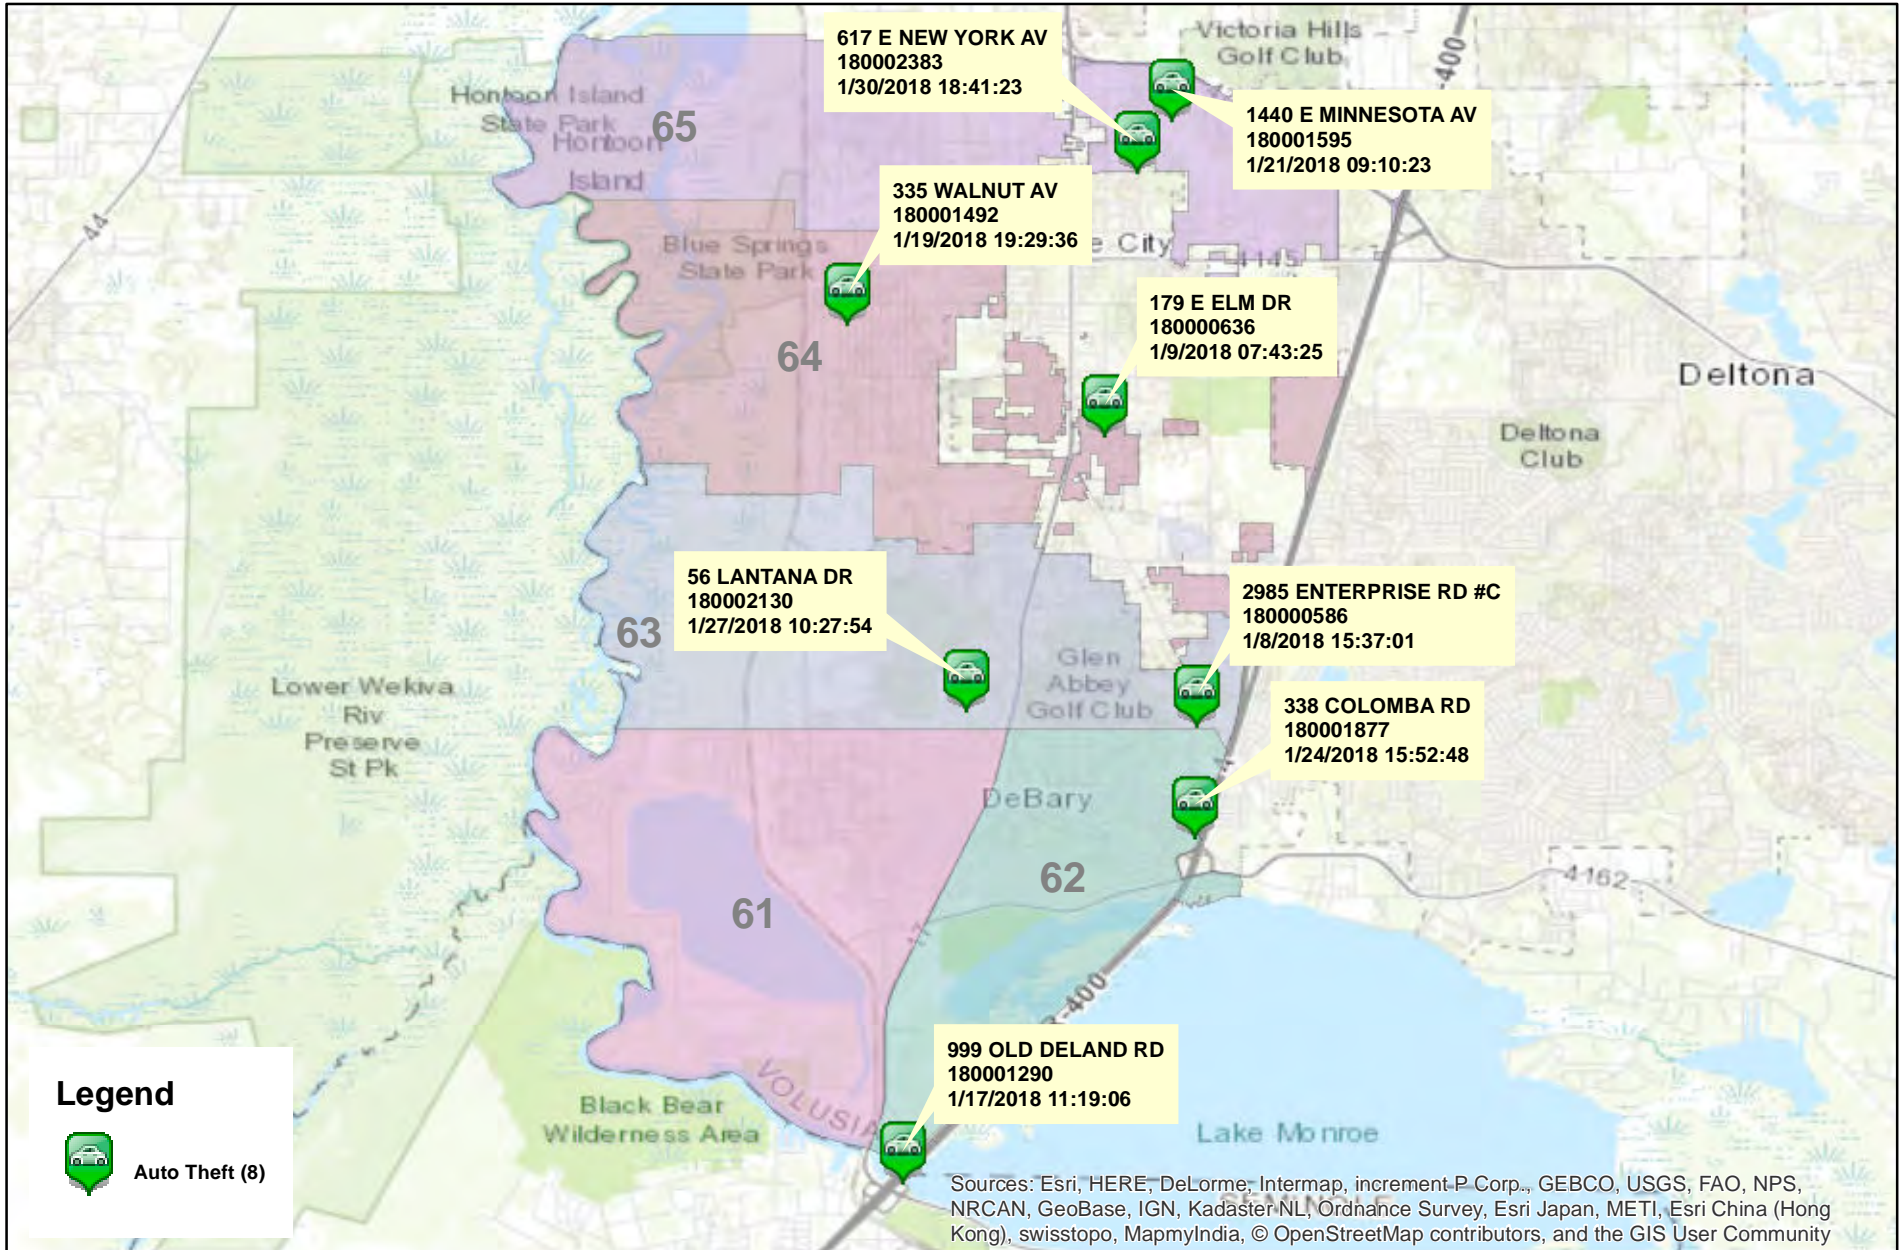 617 E NEW YORK AV
180002383
1/30/2018 18:41:23
Victoria Hills
Golf Club
400
1440 E MINNESOTA AV
180001595
1/21/2018 09:10:23
Hontoon Island
State Park
Hontoon
Island
65
44
335 WALNUT AV
180001492
1/19/2018 19:29:36
Blue Springs
State Park
e City
4145
179 E ELM DR
180000636
1/9/2018 07:43:25
64
Deltona
Deltona
Club
56 LANTANA DR
180002130
1/27/2018 10:27:54
63
2985 ENTERPRISE RD #C
180000586
1/8/2018 15:37:01
Glen
Abbey
Golf Club
Lower Wekiva
Riv
Preserve
St Pk
338 COLOMBA RD
180001877
1/24/2018 15:52:48
DeBary
62
61
4162
17
400
999 OLD DELAND RD
180001290
1/17/2018 11:19:06
VOLUSIA
Black Bear
Wilderness Area
Lake Monroe
SEMINOLE
Legend
Auto Theft (8)
Sources: Esri, HERE, DeLorme, Intermap, increment P Corp., GEBCO, USGS, FAO, NPS,
NRCAN, GeoBase, IGN, Kadaster NL, Ordnance Survey, Esri Japan, METI, Esri China (Hong
Kong), swisstopo, MapmyIndia, © OpenStreetMap contributors, and the GIS User Community